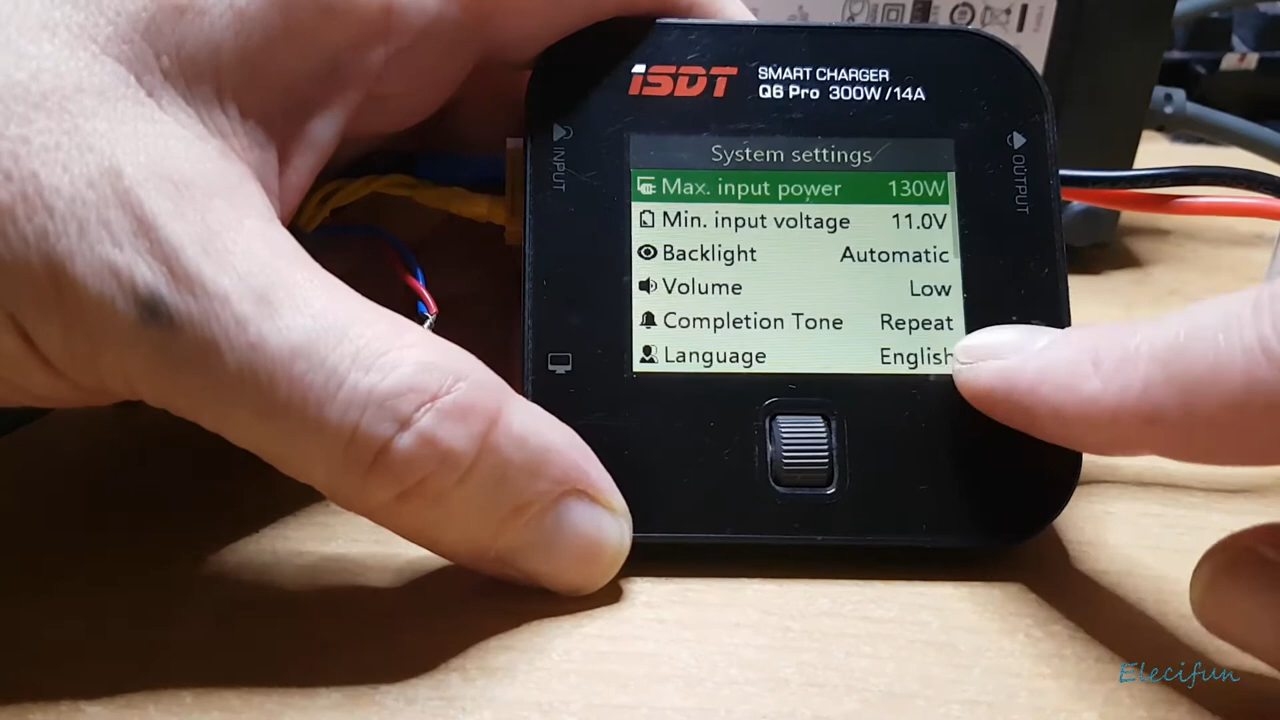 iSDT
SMART CHARGER
Q6 Pro 300W/14A
INPUT
OUTPUT
System settings
Max. input power 130W
Min. input voltage 11.0V
Backlight Automatic
Volume Low
Completion Tone Repeat
Language English
Elecifun